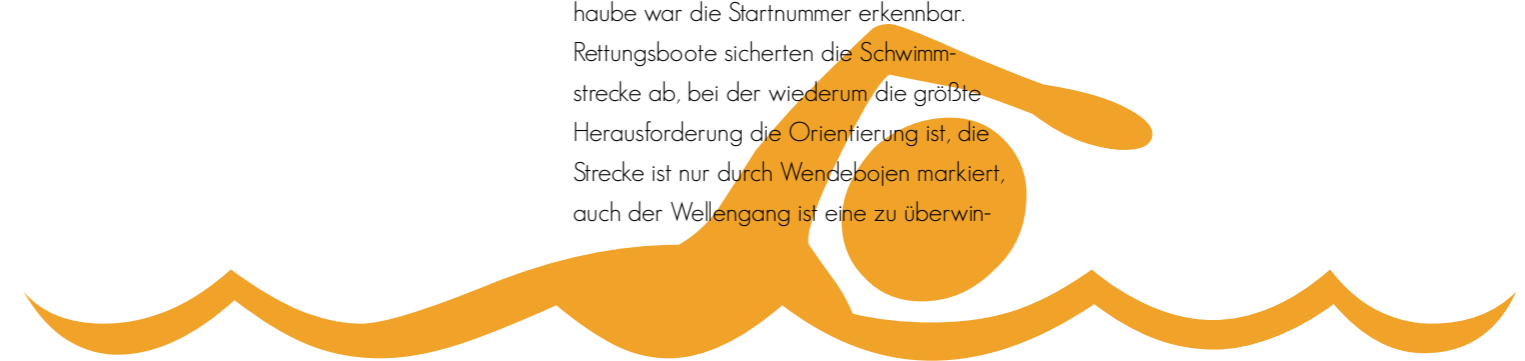 haube war die Startnummer erkennbar.
Rettungsboote sicherten die Schwimm-
strecke ab, bei der wiederum die größte
Herausforderung die Orientierung ist, die
Strecke ist nur durch Wendebojen markiert,
auch der Wellengang ist eine zu überwin-